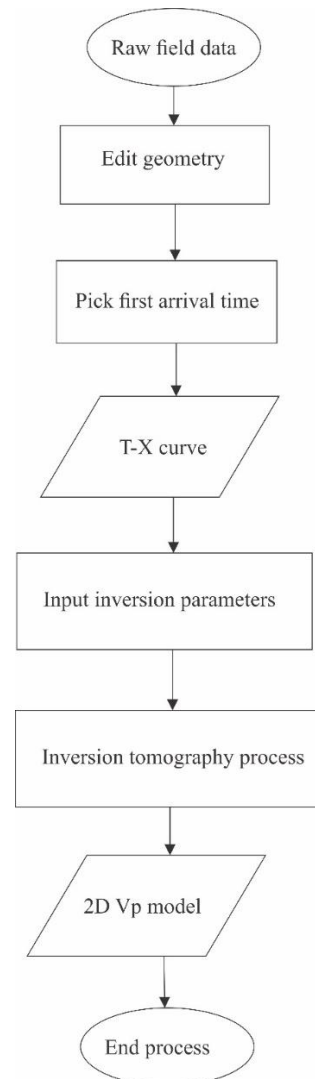 Raw field data
Edit geometry
Pick first arrival time
T-X curve
Input inversion parameters
Inversion tomography process
2D Vp model
End process